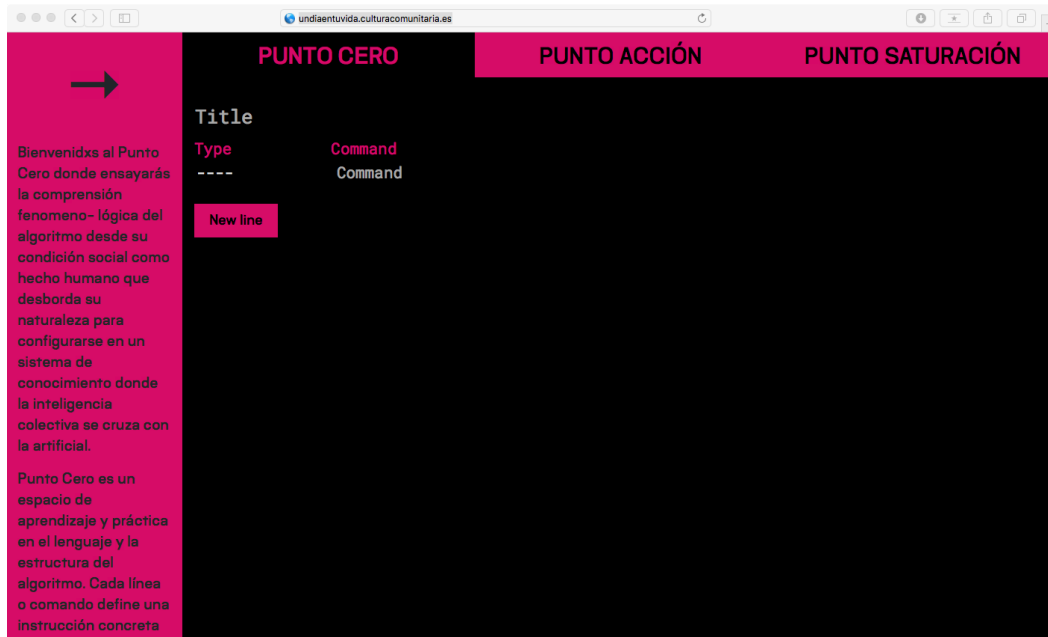 undiaentuvida.culturacomunitaria.es
PUNTO CERO
PUNTO ACCIÓN
PUNTO SATURACIÓN
Bienvenidxs al Punto
Cero donde ensayarás
la comprensión
fenomeno- lógica del
algoritmo desde su
condición social como
hecho humano que
desborda su
naturaleza para
configurarse en un
sistema de
conocimiento donde
la inteligencia
colectiva se cruza con
la artificial.
Punto Cero es un
espacio de
aprendizaje y práctica
en el lenguaje y la
estructura del
algoritmo. Cada línea
o comando define una
instrucción concreta
Title
Type Command
---- Command
New line